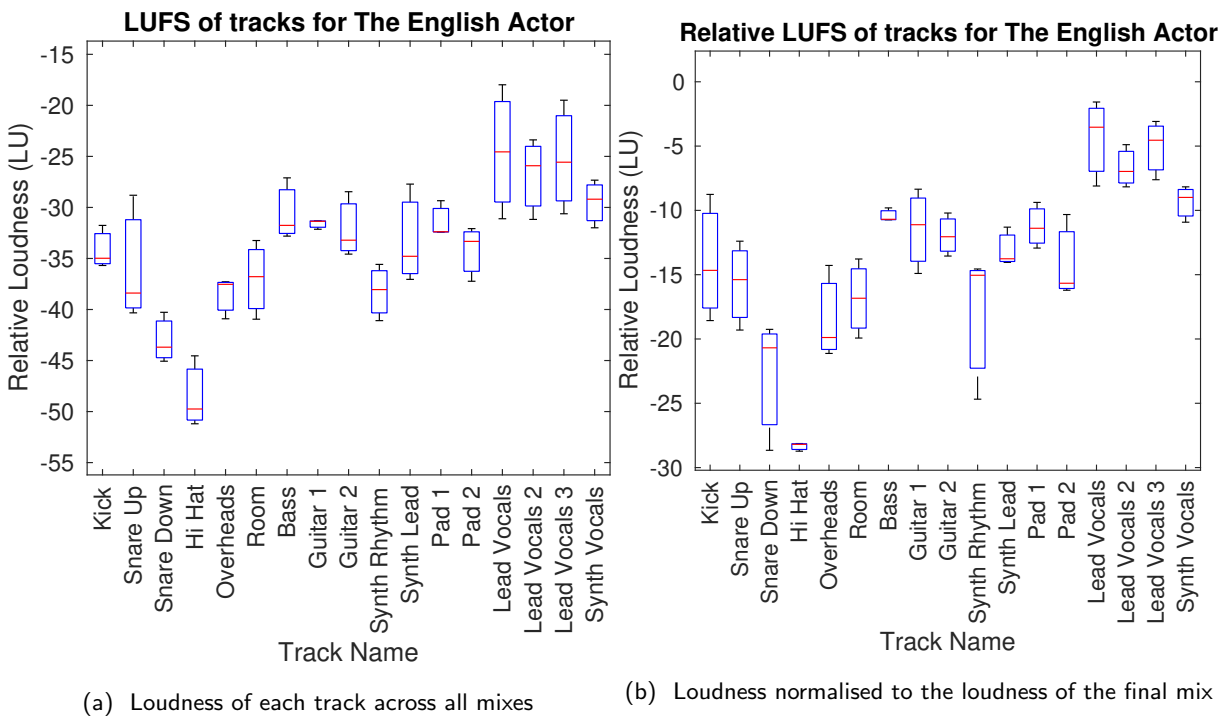 LUFS of tracks for The English Actor
Relative Loudness (LU)
-15
-20
-25
-30
-35
-40
-45
-50
-55
Kick
Snare Up
Snare Down
Hi Hat
Overheads
Room
Bass
Guitar 1
Guitar 2
Synth Rhythm
Synth Lead
Pad 1
Pad 2
Lead Vocals
Lead Vocals 2
Lead Vocals 3
Synth Vocals
Track Name
(a) Loudness of each track across all mixes
Relative LUFS of tracks for The English Actor
Relative Loudness (LU)
0
-5
-10
-15
-20
-25
-30
Kick
Snare Up
Snare Down
Hi Hat
Overheads
Room
Bass
Guitar 1
Guitar 2
Synth Rhythm
Synth Lead
Pad 1
Pad 2
Lead Vocals
Lead Vocals 2
Lead Vocals 3
Synth Vocals
Track Name
(b) Loudness normalised to the loudness of the final mix